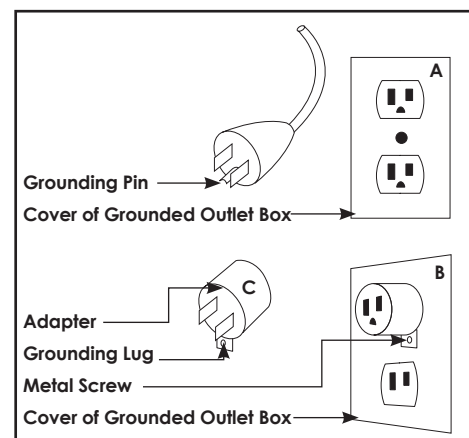 A
Grounding Pin
Cover of Grounded Outlet Box
C
B
Adapter
Grounding Lug
Metal Screw
Cover of Grounded Outlet Box